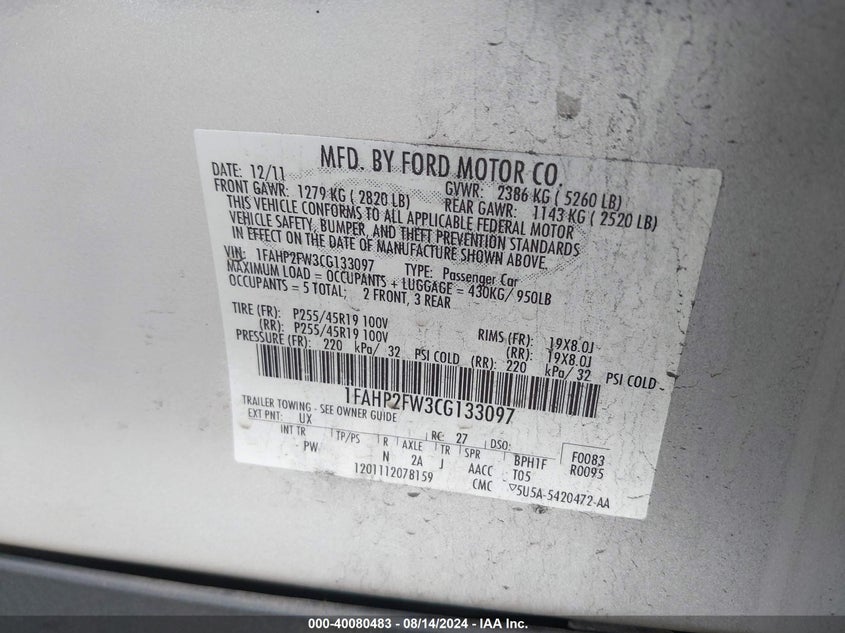 MFD. BY FORD MOTOR CO.
DATE: 12/11 GVWR: 2386 KG ( 5260 LB)
FRONT GAWR: 1279 KG ( 2820 LB) REAR GAWR: 1143 KG ( 2520 LB)
THIS VEHICLE CONFORMS TO ALL APPLICABLE FEDERAL MOTOR
VEHICLE SAFETY, BUMPER, AND THEFT PREVENTION STANDARDS
IN EFFECT ON THE DATE OF MANUFACTURE SHOWN ABOVE.
VIN: 1FAHP2FW3CG133097 TYPE: Passenger Car
MAXIMUM LOAD = OCCUPANTS + LUGGAGE = 430KG/ 950LB
OCCUPANTS = 5 TOTAL; 2 FRONT, 3 REAR
TIRE (FR): P255/45R19 100V RIMS (FR): 19X8.0J
(RR): P255/45R19 100V (RR): 19X8.0J
PRESSURE (FR): 220 kPa/ 32 PSI COLD (RR): 220 kPa/ 32 PSI COLD
1FAHP2FW3CG133097
TRAILER TOWING - SEE OWNER GUIDE
EXT PNT: UX RC: 27 DSO: F0083
INT TR TP/PS R AXLE TR SPR BPH1F R0095
PW N 2A J AACC T05
1201112078159 CMC ▽5U5A-5420472-AA
000-40080483 - 08/14/2024 - IAA Inc.